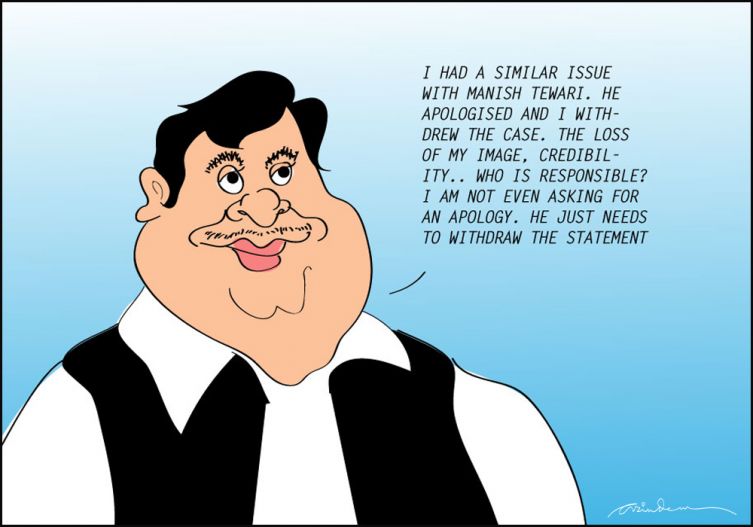 I HAD A SIMILAR ISSUE
WITH MANISH TEWARI. HE
APOLOGISED AND I WITH-
DREW THE CASE. THE LOSS
OF MY IMAGE, CREDIBIL-
ITY.. WHO IS RESPONSIBLE?
I AM NOT EVEN ASKING FOR
AN APOLOGY. HE JUST NEEDS
TO WITHDRAW THE STATEMENT